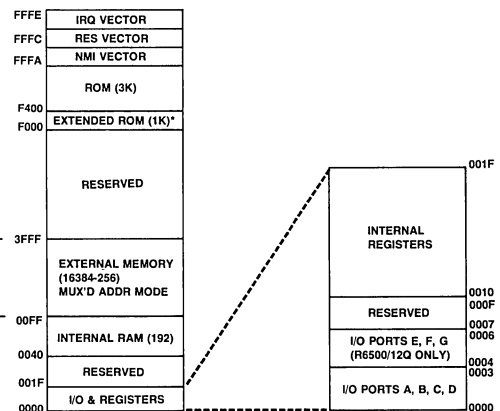 FFFE
IRQ VECTOR
FFFC
RES VECTOR
FFFA
NMI VECTOR
ROM (3K)
F400
EXTENDED ROM (1K)*
F000
RESERVED
3FFF
EXTERNAL MEMORY
(16384-256)
MUX'D ADDR MODE
00FF
INTERNAL RAM (192)
0040
RESERVED
001F
I/O & REGISTERS
0000
001F
INTERNAL
REGISTERS
0010
000F
RESERVED
0007
0006
I/O PORTS E, F, G
(R6500/12Q ONLY)
0004
0003
I/O PORTS A, B, C, D
0000